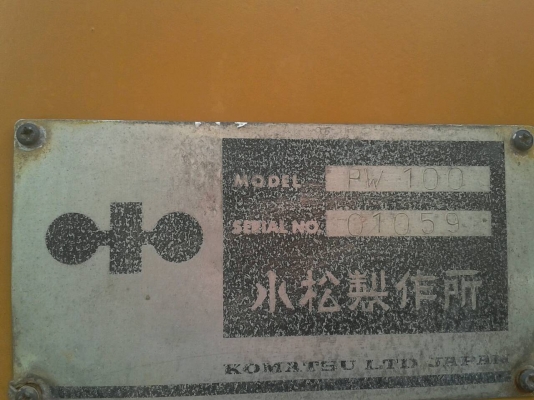 MODEL PW 100
SERIAL NO. 01059
小松製作所
KOMATSU LTD JAPAN